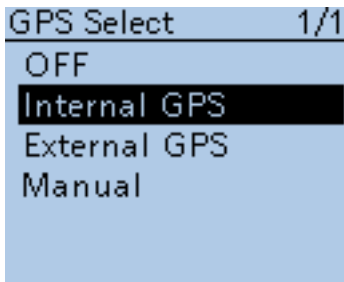 GPS Select 1/1
OFF
Internal GPS
External GPS
Manual